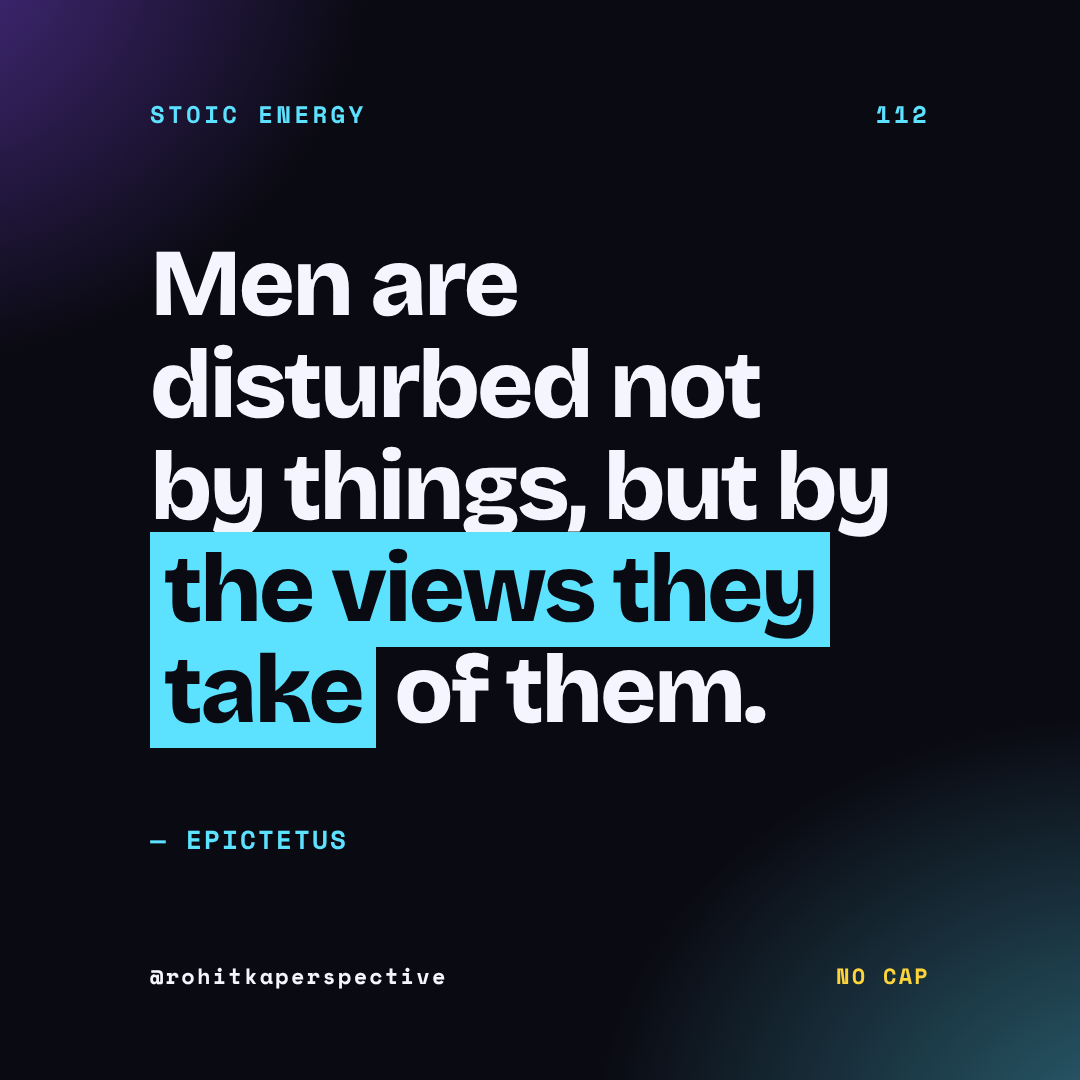 STOIC ENERGY
112
Men are
disturbed not
by things, but by
the views they
take of them.
— EPICTETUS
@rohitkaperspective
NO CAP